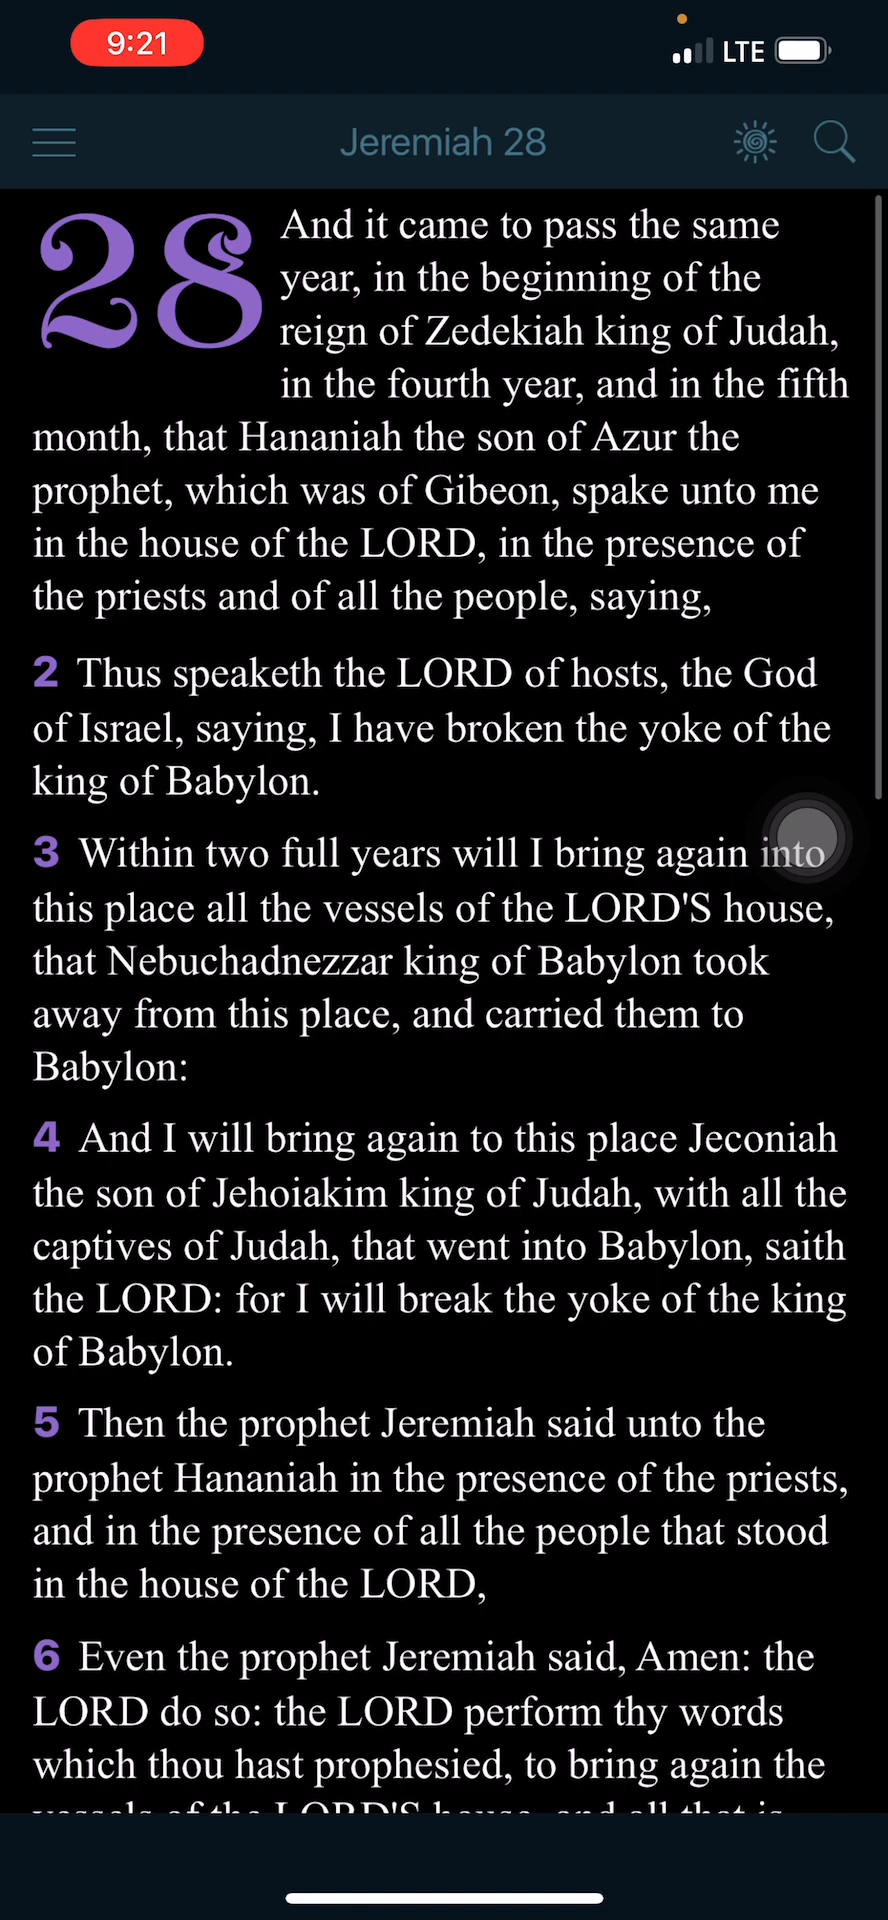 9:21
LTE
Jeremiah 28
28 And it came to pass the same
year, in the beginning of the
reign of Zedekiah king of Judah,
in the fourth year, and in the fifth
month, that Hananiah the son of Azur the
prophet, which was of Gibeon, spake unto me
in the house of the LORD, in the presence of
the priests and of all the people, saying,
2 Thus speaketh the LORD of hosts, the God
of Israel, saying, I have broken the yoke of the
king of Babylon.
3 Within two full years will I bring again into
this place all the vessels of the LORD'S house,
that Nebuchadnezzar king of Babylon took
away from this place, and carried them to
Babylon:
4 And I will bring again to this place Jeconiah
the son of Jehoiakim king of Judah, with all the
captives of Judah, that went into Babylon, saith
the LORD: for I will break the yoke of the king
of Babylon.
5 Then the prophet Jeremiah said unto the
prophet Hananiah in the presence of the priests,
and in the presence of all the people that stood
in the house of the LORD,
6 Even the prophet Jeremiah said, Amen: the
LORD do so: the LORD perform thy words
which thou hast prophesied, to bring again the
vessels of the LORD'S house, and all that is